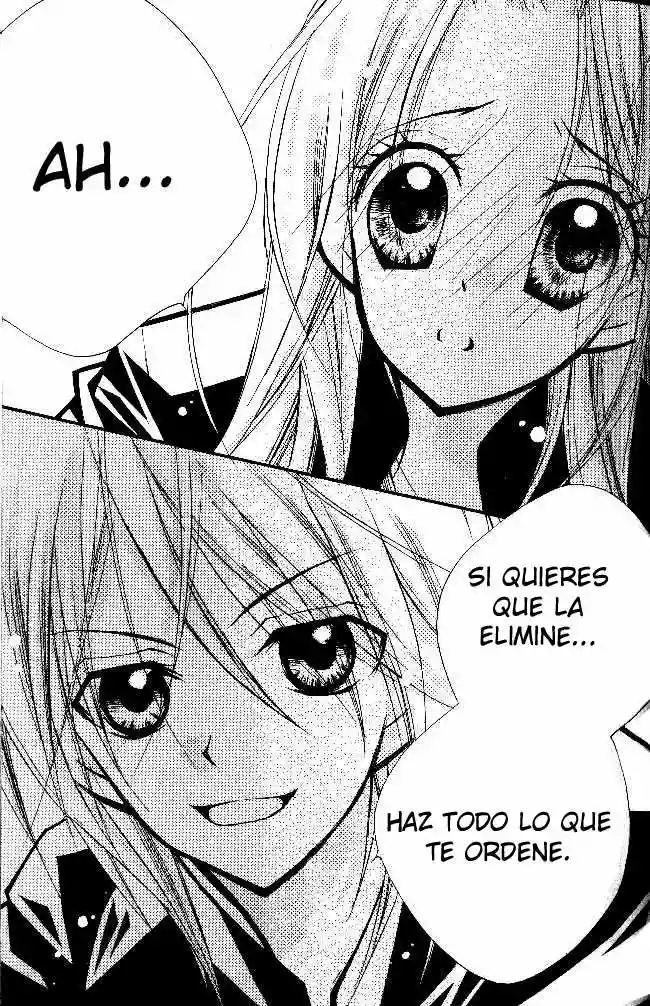 AH...
SI QUIERES
QUE LA
ELIMINE...
HAZ TODO LO QUE
TE ORDENE.